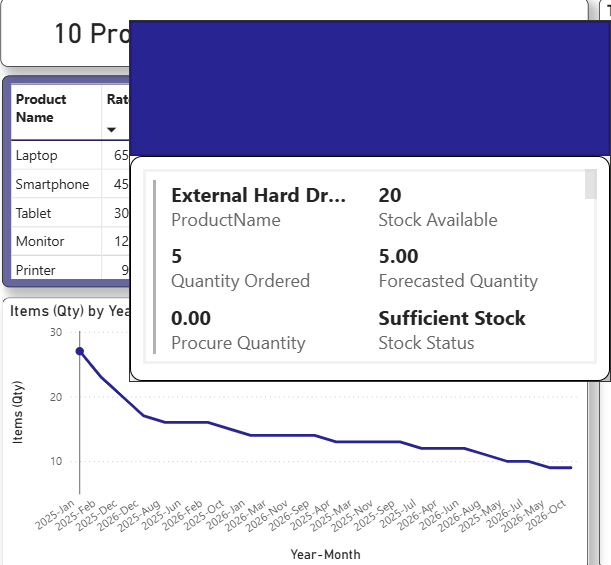 10 Pro
Product
Name
Rat
Laptop
65
Smartphone
45
Tablet
30
Monitor
12
Printer
9
External Hard Dr...
20
ProductName
Stock Available
5
5.00
Quantity Ordered
Forecasted Quantity
0.00
Sufficient Stock
Procure Quantity
Stock Status
Items (Qty) by Yea
30
20
10
Items (Qty)
2025-Jan
2025-Feb
2025-Dec
2026-Dec
2025-Aug
2025-Jun
2026-Feb
2025-Oct
2026-Jan
2026-Mar
2026-Nov
2026-Sep
2025-Apr
2025-Mar
2025-Nov
2025-Sep
2025-Jul
2026-Apr
2026-Jun
2026-Aug
2025-May
2026-Jul
2026-May
2026-Oct
Year-Month